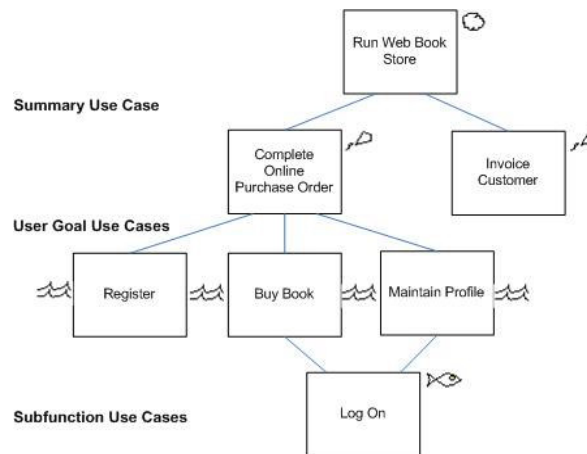 Run Web Book
Store
Summary Use Case
Complete
Online
Purchase Order
Invoice
Customer
User Goal Use Cases
Register
Buy Book
Maintain Profile
Log On
Subfunction Use Cases